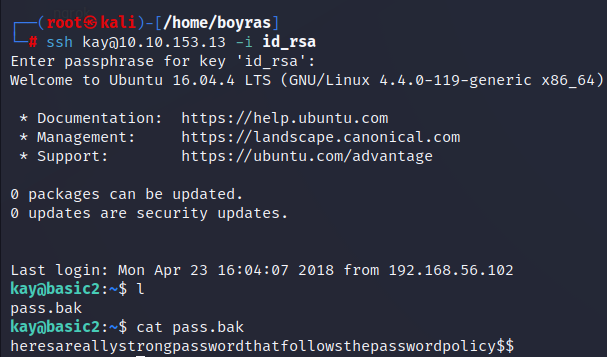 ┌──(root㉿kali)-[/home/boyras]
└─# ssh kay@10.10.153.13 -i id_rsa
Enter passphrase for key 'id_rsa':
Welcome to Ubuntu 16.04.4 LTS (GNU/Linux 4.4.0-119-generic x86_64)
* Documentation:  https://help.ubuntu.com
* Management:     https://landscape.canonical.com
* Support:        https://ubuntu.com/advantage
0 packages can be updated.
0 updates are security updates.
Last login: Mon Apr 23 16:04:07 2018 from 192.168.56.102
kay@basic2:~$ l
pass.bak
kay@basic2:~$ cat pass.bak
heresareallystrongpasswordthatfollowsthepasswordpolicy$$